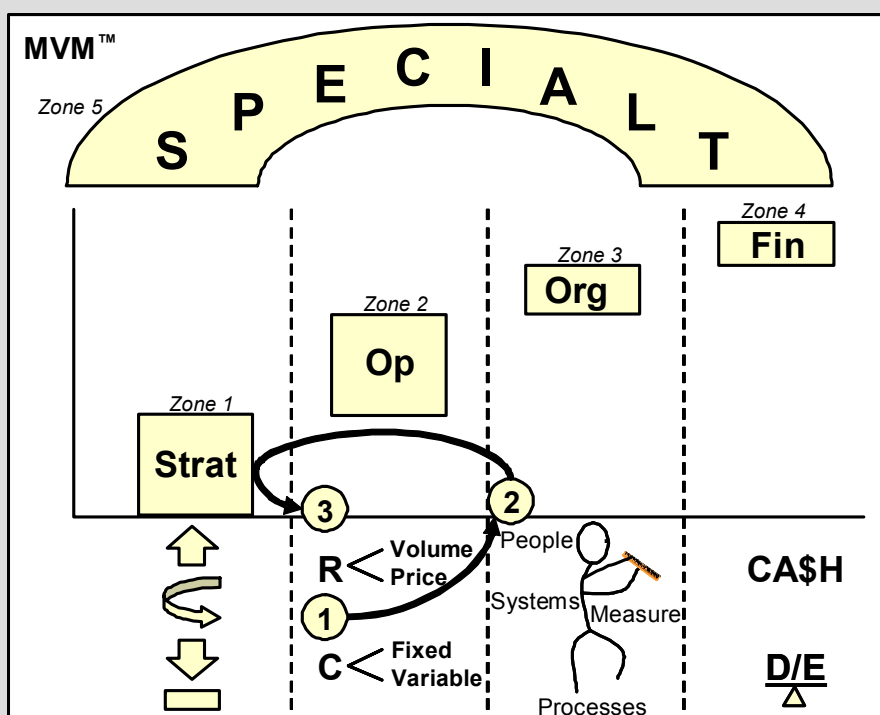 MVM™
Zone 5
S P E C I A L T
Zone 4
Fin
Zone 3
Org
Zone 2
Op
Zone 1
Strat
3
2
R
Volume
Price
1
C
Fixed
Variable
People
Systems
Measure
Processes
CA$H
D/E